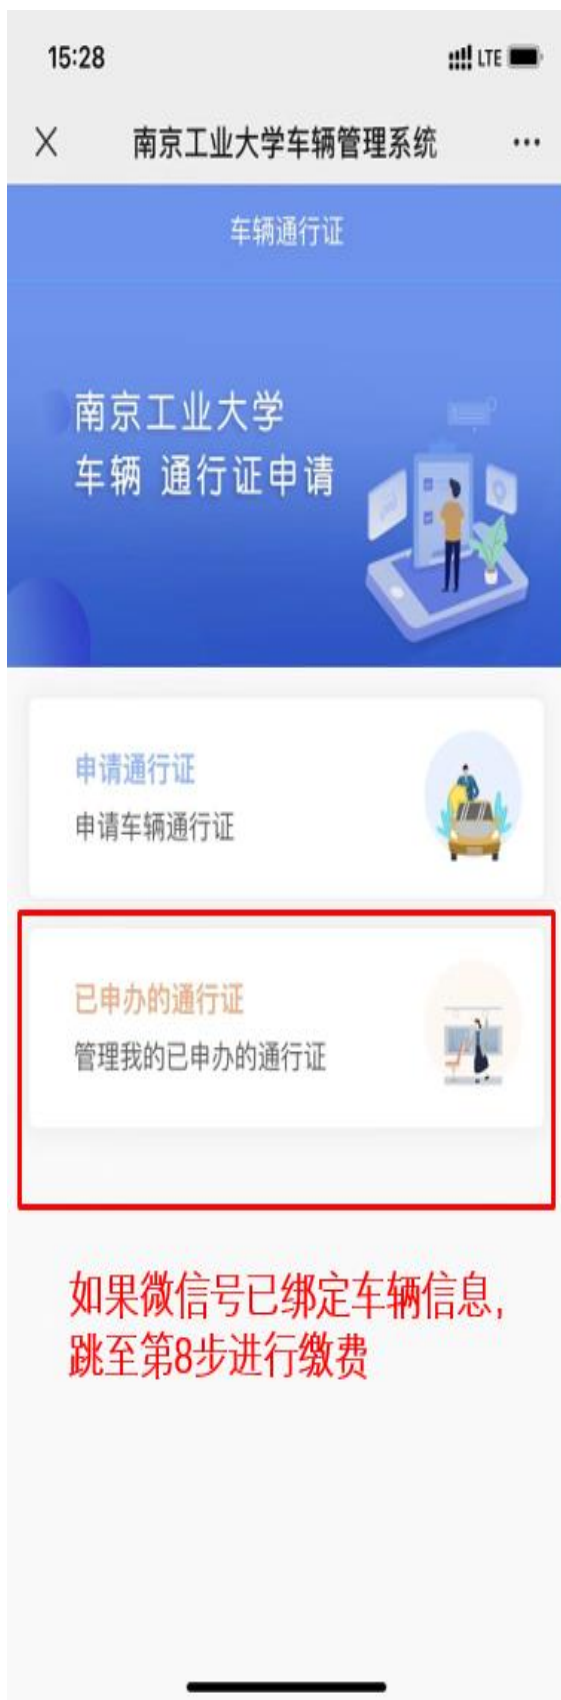 15:28
LTE
南京工业大学车辆管理系统
车辆通行证
南京工业大学
车辆 通行证申请
申请通行证
申请车辆通行证
已申办的通行证
管理我的已申办的通行证
如果微信号已绑定车辆信息,
跳至第8步进行缴费